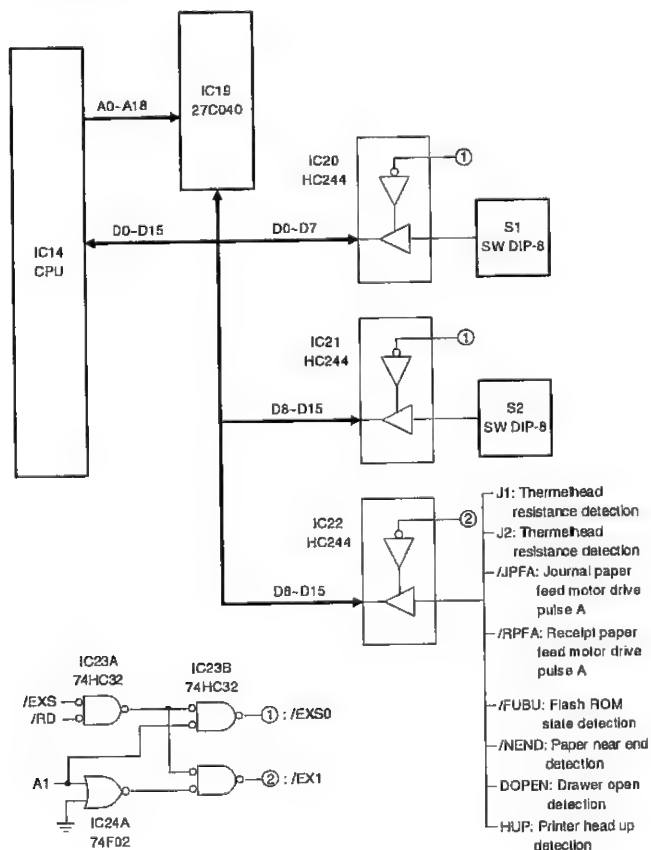 IC19
27C040
A0~A18
IC14
CPU
D0~D15
D0~D7
IC20
HC244
①
S1
SW DIP-8
IC21
HC244
①
D8~D15
S2
SW DIP-8
IC22
HC244
②
D8~D15
J1: Thermelhead
resistance detection
J2: Thermelhead
resistance detection
/JPFA: Journal paper
feed motor drive
pulse A
/RPFA: Receipt paper
feed motor drive
pulse A
/FUBU: Flash ROM
state detection
/NEND: Paper near end
detection
DOPEN: Drawer open
detection
HUP: Printer head up
detection
IC23A
74HC32
IC23B
74HC32
/EXS
/RD
① : /EXS0
A1
② : /EX1
IC24A
74F02